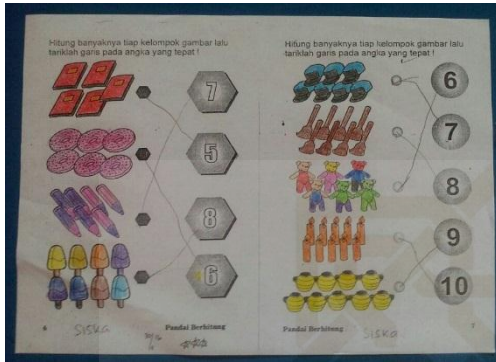 Hitung banyaknya tiap kelompok gambar lalu
tariklah garis pada angka yang tepat !
7
5
8
6
6
Siska
Pandai Berhitung
Hitung banyaknya tiap kelompok gambar lalu
tariklah garis pada angka yang tepat !
6
7
8
9
10
Pandai Berhitung
Siska
7